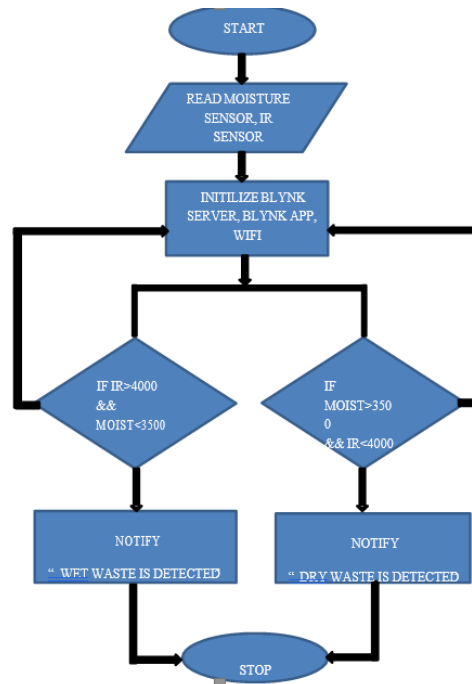 START
READ MOISTURE
SENSOR, IR
SENSOR
INITILIZE BLYNK
SERVER, BLYNK APP,
WIFI
IF IR>4000
&&
MOIST<3500
IF
MOIST>350
0
&& IR<4000
NOTIFY
“ WET WASTE IS DETECTED
NOTIFY
“ DRY WASTE IS DETECTED
STOP